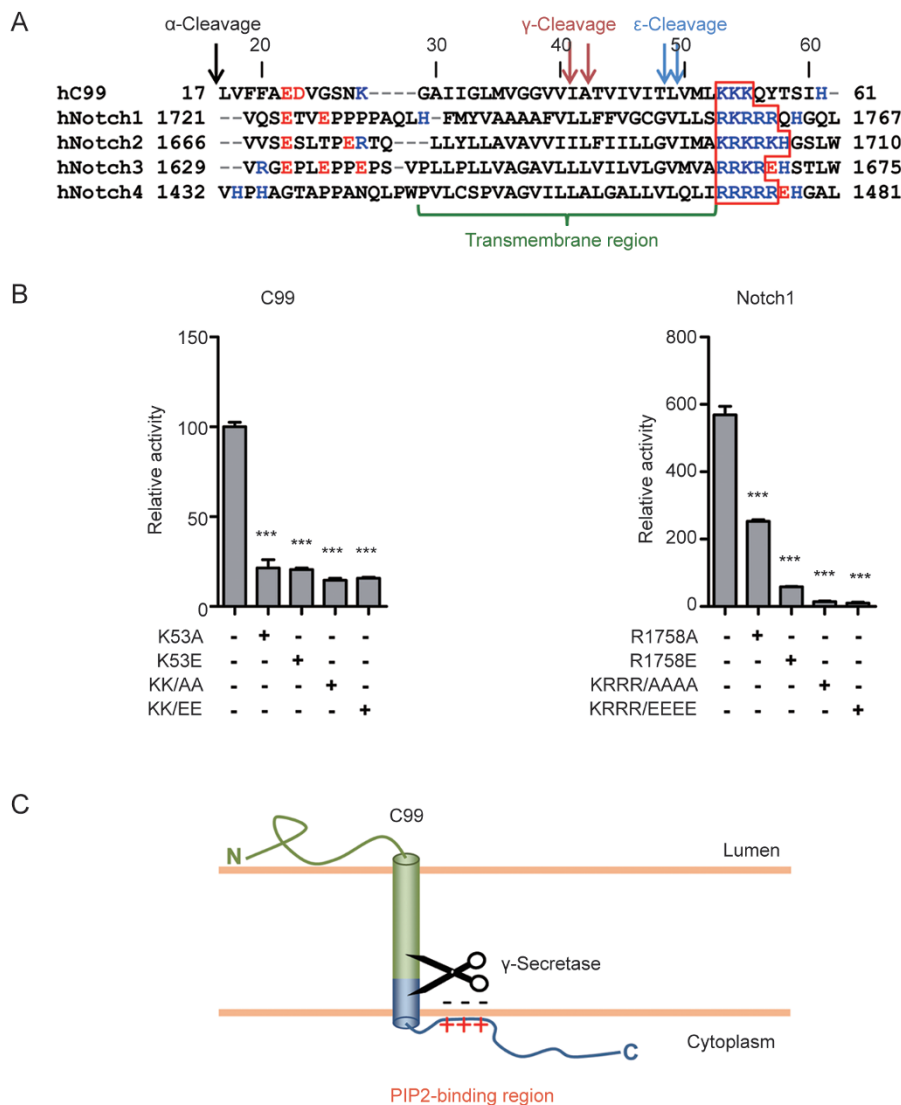 A
α-Cleavage γ-Cleavage ε-Cleavage
20 30 40 50 60
hC99 17 LVFFAEDVGSNK----GAIIGLMVGGVVIATVIVITLVMLKKKQYTSIH- 61
hNotch1 1721 --VQSETVEPPPPAQLH-FMYVAAAAFVLLFFVGCGVLLSRKRRRQHGQL 1767
hNotch2 1666 --VVSESLTPERTQ---LLYLLAVAVVIILFIILLGVIMAKRKRKHGSLW 1710
hNotch3 1629 --VRGEPLEPPEPS-VPLLPLLVAGAVLLLVILVLGVMVARRKREHSTLW 1675
hNotch4 1432 VHPHAGTAPPANQLPWPVLCSPVAGVILLALGALLVLQLIRRRRREHGAL 1481
Transmembrane region
B
C99 Notch1
Relative activity
150
100
50
0
***
***
***
***
K53A - + - - -
K53E - - + - -
KK/AA - - - + -
KK/EE - - - - +
Relative activity
800
600
400
200
0
***
***
***
***
R1758A - + - - -
R1758E - - + - -
KRRR/AAAA - - - + -
KRRR/EEEE - - - - +
C
C99
N
Lumen
γ-Secretase
- - -
+++
Cytoplasm
C
PIP2-binding region